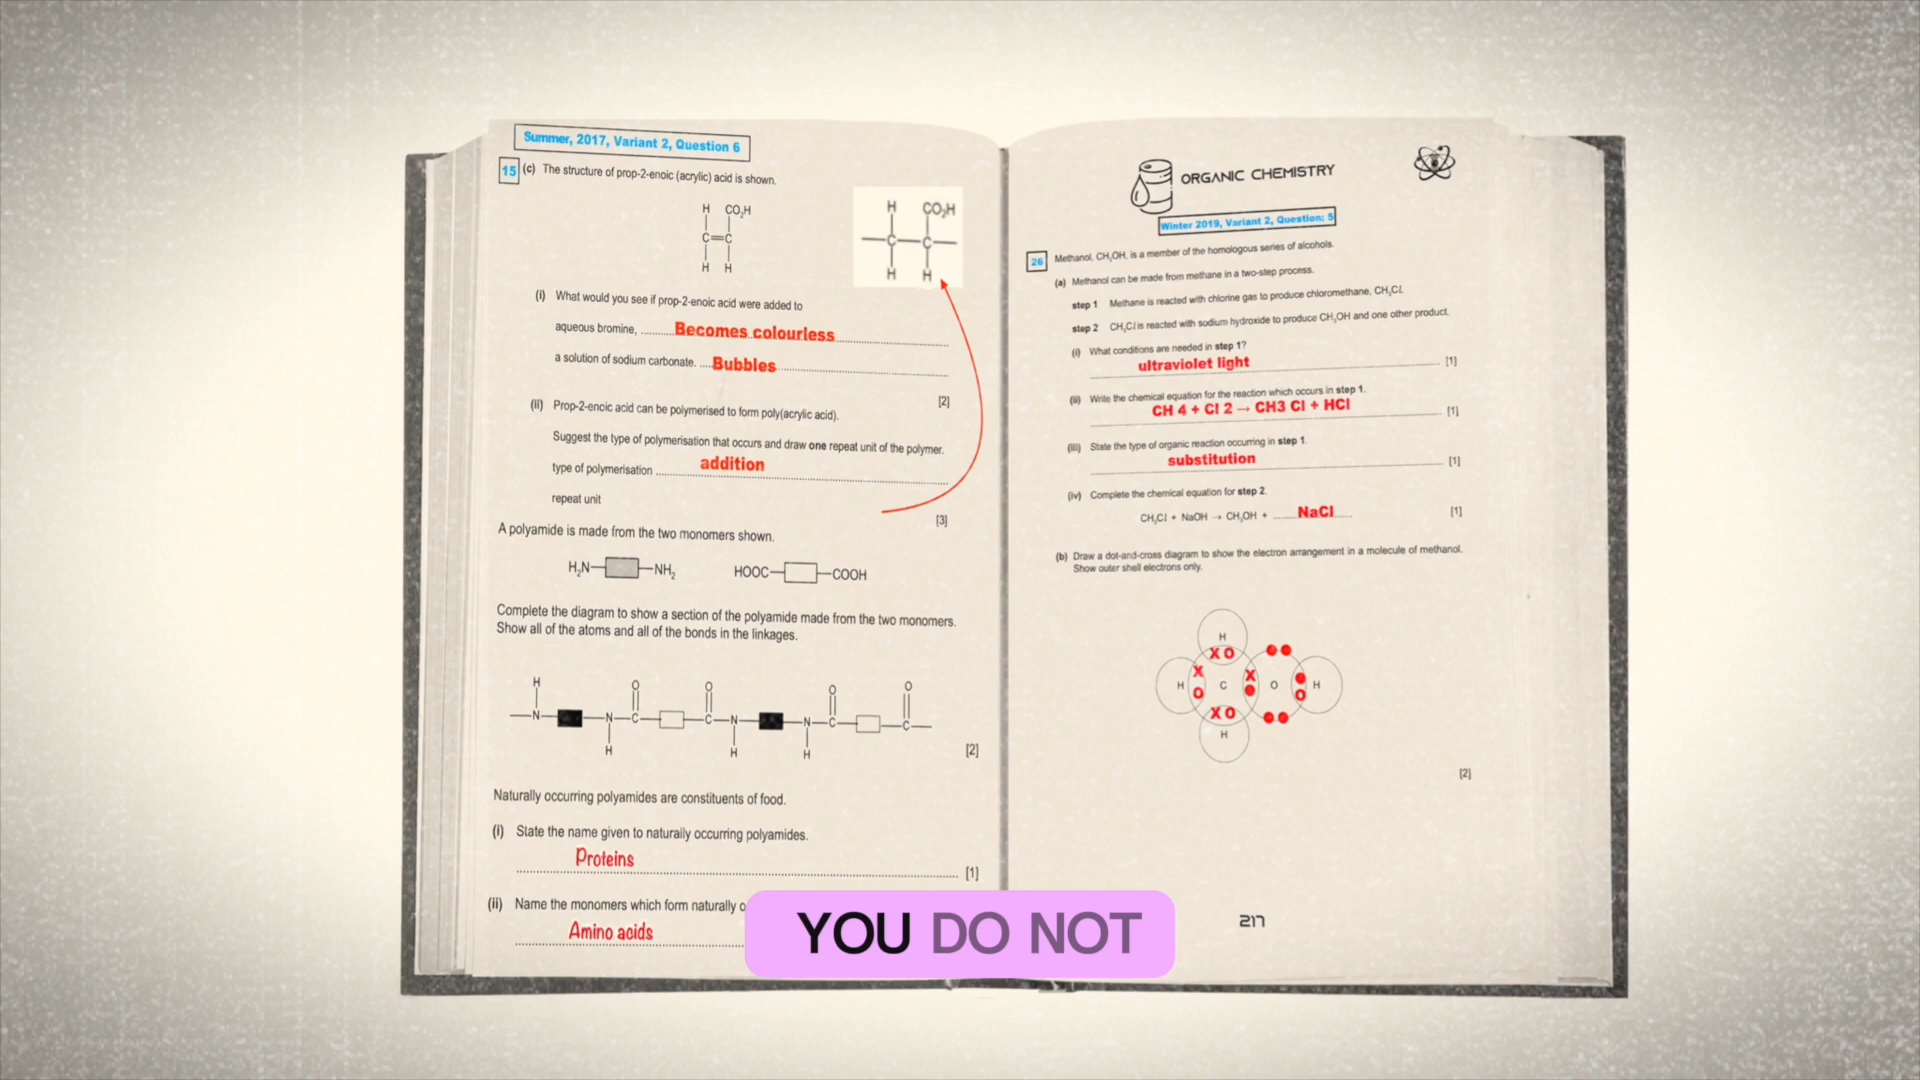 Summer, 2017, Variant 2, Question 6
15 (c) The structure of prop-2-enoic (acrylic) acid is shown.
H CO₂H
C=C
H H
H CO₂H
C C
H H
(i) What would you see if prop-2-enoic acid were added to
aqueous bromine, Becomes colourless
a solution of sodium carbonate. Bubbles
[2]
(ii) Prop-2-enoic acid can be polymerised to form poly(acrylic acid).
Suggest the type of polymerisation that occurs and draw one repeat unit of the polymer.
type of polymerisation addition
repeat unit
[3]
A polyamide is made from the two monomers shown.
H₂N NH₂ HOOC COOH
Complete the diagram to show a section of the polyamide made from the two monomers.
Show all of the atoms and all of the bonds in the linkages.
H O O O O
N N C C N N C C
H H H
[2]
Naturally occurring polyamides are constituents of food.
(i) State the name given to naturally occurring polyamides.
Proteins
[1]
(ii) Name the monomers which form naturally o
Amino acids
ORGANIC CHEMISTRY
Winter 2019, Variant 2, Question: 5
26 Methanol, CH₃OH, is a member of the homologous series of alcohols.
(a) Methanol can be made from methane in a two-step process.
step 1 Methane is reacted with chlorine gas to produce chloromethane, CH₃Cl.
step 2 CH₃Cl is reacted with sodium hydroxide to produce CH₃OH and one other product.
(i) What conditions are needed in step 1?
ultraviolet light [1]
(ii) Write the chemical equation for the reaction which occurs in step 1.
CH 4 + Cl 2 → CH3 Cl + HCl [1]
(iii) State the type of organic reaction occurring in step 1.
substitution [1]
(iv) Complete the chemical equation for step 2.
CH₃Cl + NaOH → CH₃OH + NaCl [1]
(b) Draw a dot-and-cross diagram to show the electron arrangement in a molecule of methanol.
Show outer shell electrons only.
H
X O
X X
H C O H
O O
X O
H
[2]
217
YOU DO NOT